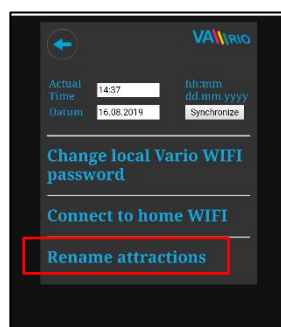 VARIO
Actual
Time
14:37
hh:mm
dd.mm.yyyy
Datum
16.08.2019
Synchronize
Change local Vario WIFI
password
Connect to home WIFI
Rename attractions